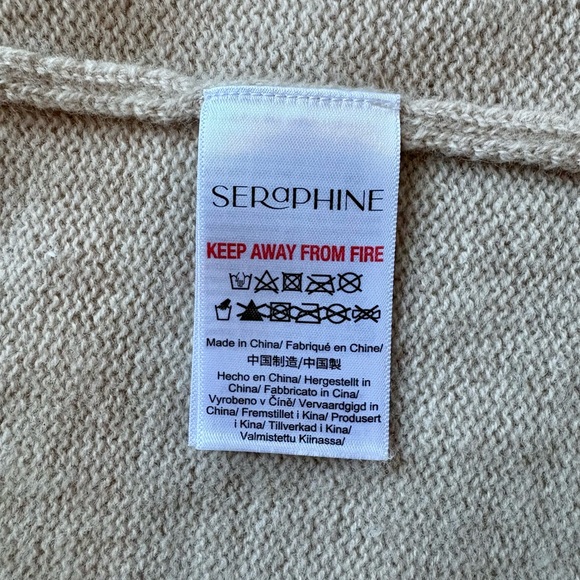 SERaPHINE
KEEP AWAY FROM FIRE
Made in China/ Fabriqué en Chine/
中国制造/中國製
Hecho en China/ Hergestellt in
China/ Fabbricato in Cina/
Vyrobeno v Číně/ Vervaardgigd in
China/ Fremstillet i Kina/ Produsert
i Kina/ Tillverkad i Kina/
Valmistettu Kiinassa/